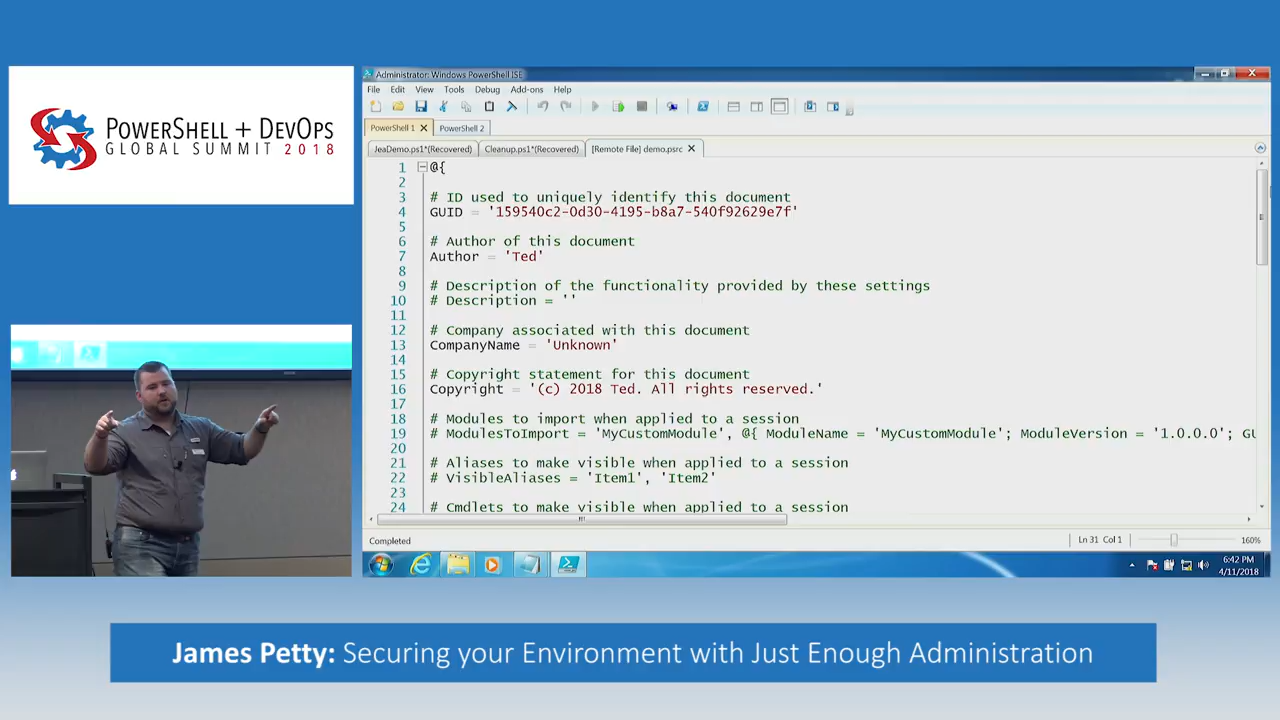 POWERSHELL + DEVOPS
GLOBAL SUMMIT 2018
Administrator: Windows PowerShell ISE
File Edit View Tools Debug Add-ons Help
PowerShell 1 PowerShell 2
JeaDemo.ps1*(Recovered) Cleanup.ps1*(Recovered) [Remote File] demo.psrc
1 @{
2
3 # ID used to uniquely identify this document
4 GUID = '159540c2-0d30-4195-b8a7-540f92629e7f'
5
6 # Author of this document
7 Author = 'Ted'
8
9 # Description of the functionality provided by these settings
10 # Description = ''
11
12 # Company associated with this document
13 CompanyName = 'Unknown'
14
15 # Copyright statement for this document
16 Copyright = '(c) 2018 Ted. All rights reserved.'
17
18 # Modules to import when applied to a session
19 # ModulesToImport = 'MyCustomModule', @{ ModuleName = 'MyCustomModule'; ModuleVersion = '1.0.0.0'; GU
20
21 # Aliases to make visible when applied to a session
22 # VisibleAliases = 'Item1', 'Item2'
23
24 # Cmdlets to make visible when applied to a session
Completed Ln 31 Col 1 160%
6:42 PM
4/11/2018
James Petty: Securing your Environment with Just Enough Administration